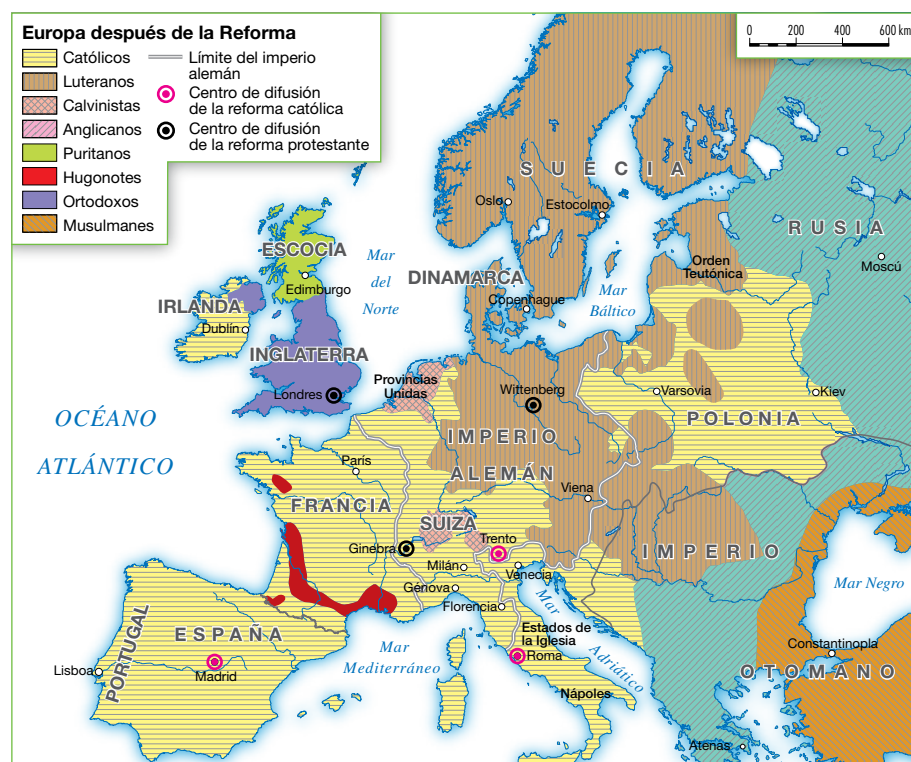 Europa después de la Reforma
Católicos
Luteranos
Calvinistas
Anglicanos
Puritanos
Hugonotes
Ortodoxos
Musulmanes
Límite del imperio
alemán
Centro de difusión
de la reforma católica
Centro de difusión
de la reforma protestante
0 200 400 600 km
SUECIA
Oslo
Estocolmo
RUSIA
Moscú
ESCOCIA
Edimburgo
Mar
del
Norte
DINAMARCA
Copenhague
Mar
Báltico
Orden
Teutónica
IRLANDA
Dublín
INGLATERRA
Londres
Provincias
Unidas
Wittenberg
Varsovia
Kiev
POLONIA
OCÉANO
ATLÁNTICO
IMPERIO
ALEMÁN
París
Viena
FRANCIA
SUIZA
Ginebra
Trento
Milán
Venecia
Génova
Florencia
IMPERIO
Mar Negro
Mar
Adriático
Estados de
la Iglesia
Roma
Constantinopla
OTOMANO
PORTUGAL
ESPAÑA
Lisboa
Madrid
Mar
Mediterráneo
Nápoles
Atenas